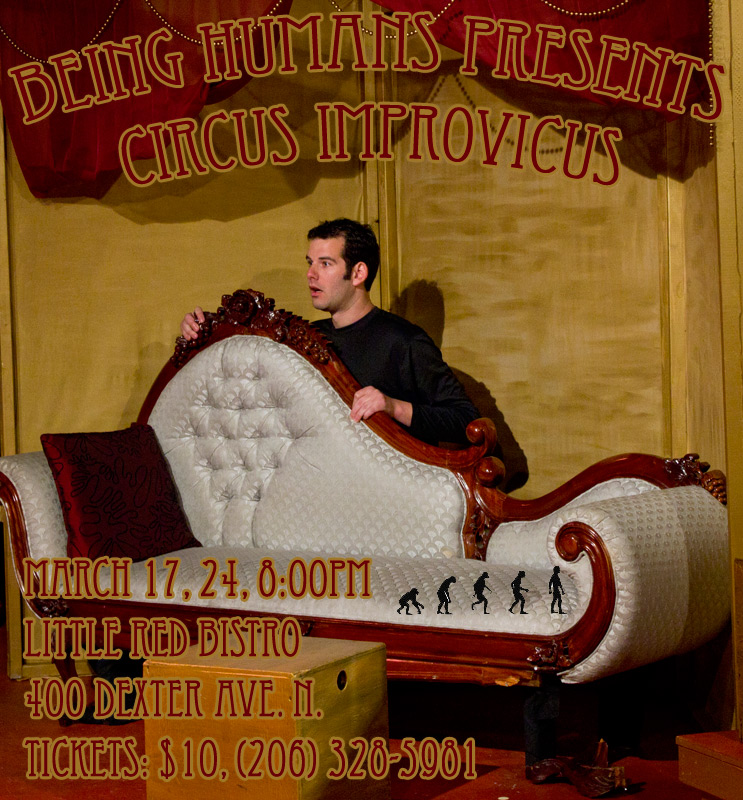 BEING HUMANS PRESENTS
CIRCUS IMPROVICUS
MARCH 17, 24, 8:00PM
LITTLE RED BISTRO
400 DEXTER AVE. N.
TICKETS: $10, (206) 328-5981